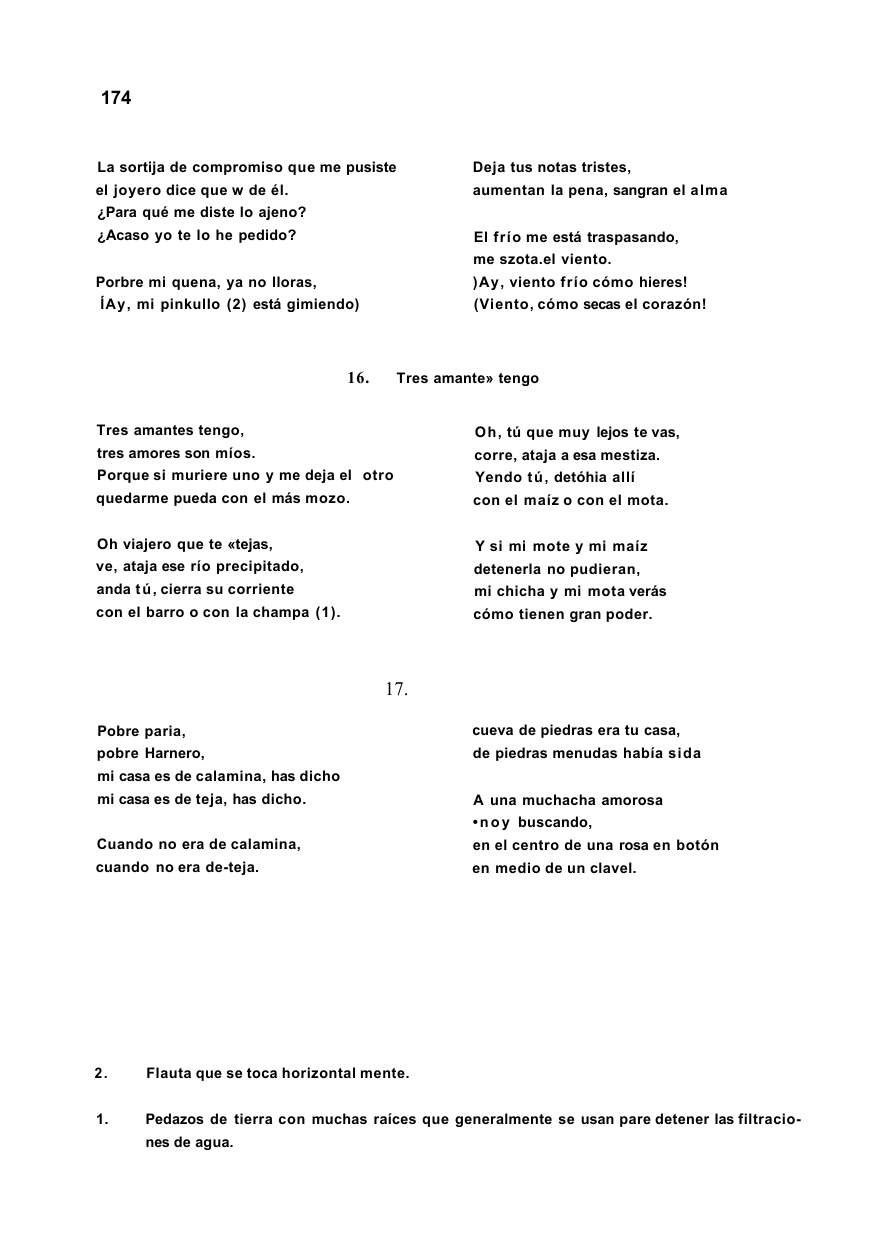 174
La sortija de compromiso que me pusiste
el joyero dice que w de él.
¿Para qué me diste lo ajeno?
¿Acaso yo te lo he pedido?
Porbre mi quena, ya no lloras,
ÍAy, mi pinkullo (2) está gimiendo)
Deja tus notas tristes,
aumentan la pena, sangran el alma
El frío me está traspasando,
me szota.el viento.
)Ay, viento frío cómo hieres!
(Viento, cómo secas el corazón!
16. Tres amante» tengo
Tres amantes tengo,
tres amores son míos.
Porque si muriere uno y me deja el otro
quedarme pueda con el más mozo.
Oh viajero que te «tejas,
ve, ataja ese río precipitado,
anda tú, cierra su corriente
con el barro o con la champa (1).
Oh, tú que muy lejos te vas,
corre, ataja a esa mestiza.
Yendo tú, detóhia allí
con el maíz o con el mota.
Y si mi mote y mi maíz
detenerla no pudieran,
mi chicha y mi mota verás
cómo tienen gran poder.
17.
Pobre paria,
pobre Harnero,
mi casa es de calamina, has dicho
mi casa es de teja, has dicho.
Cuando no era de calamina,
cuando no era de-teja.
cueva de piedras era tu casa,
de piedras menudas había sida
A una muchacha amorosa
•noy buscando,
en el centro de una rosa en botón
en medio de un clavel.
2. Flauta que se toca horizontal mente.
1. Pedazos de tierra con muchas raíces que generalmente se usan pare detener las filtracio-
nes de agua.